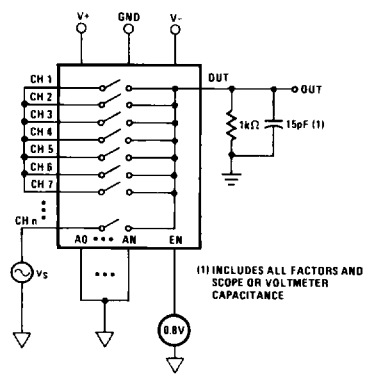 V+ GND V-
CH 1 OUT
CH 2 OUT
CH 3 1kΩ 15pF (1)
CH 4
CH 5
CH 6
CH 7
CH n
A0 ••• AN EN
VS
(1) INCLUDES ALL FACTORS AND
SCOPE OR VOLTMETER
CAPACITANCE
0.8V